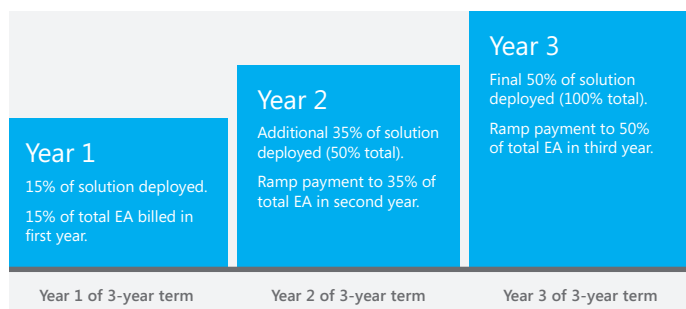 Year 1
15% of solution deployed.
15% of total EA billed in
first year.
Year 2
Additional 35% of solution
deployed (50% total).
Ramp payment to 35% of
total EA in second year.
Year 3
Final 50% of solution
deployed (100% total).
Ramp payment to 50%
of total EA in third year.
Year 1 of 3-year term
Year 2 of 3-year term
Year 3 of 3-year term